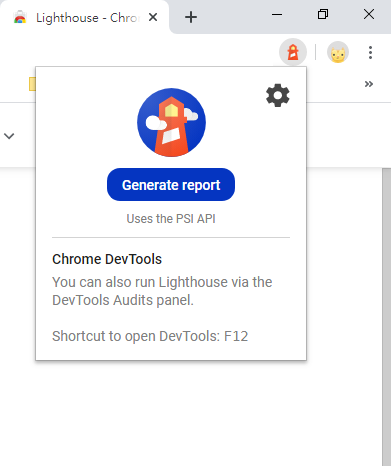 Lighthouse - Chro
Generate report
Uses the PSI API
Chrome DevTools
You can also run Lighthouse via the
DevTools Audits panel.
Shortcut to open DevTools: F12